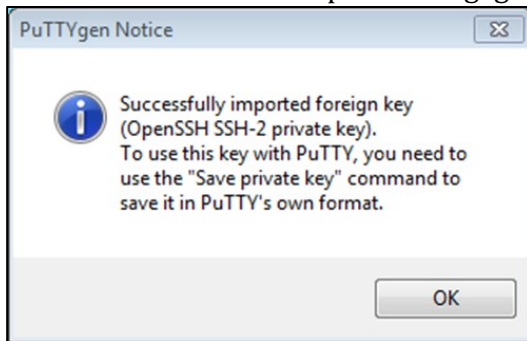 PuTTYgen Notice
Successfully imported foreign key
(OpenSSH SSH-2 private key).
To use this key with PuTTY, you need to
use the "Save private key" command to
save it in PuTTY's own format.
OK